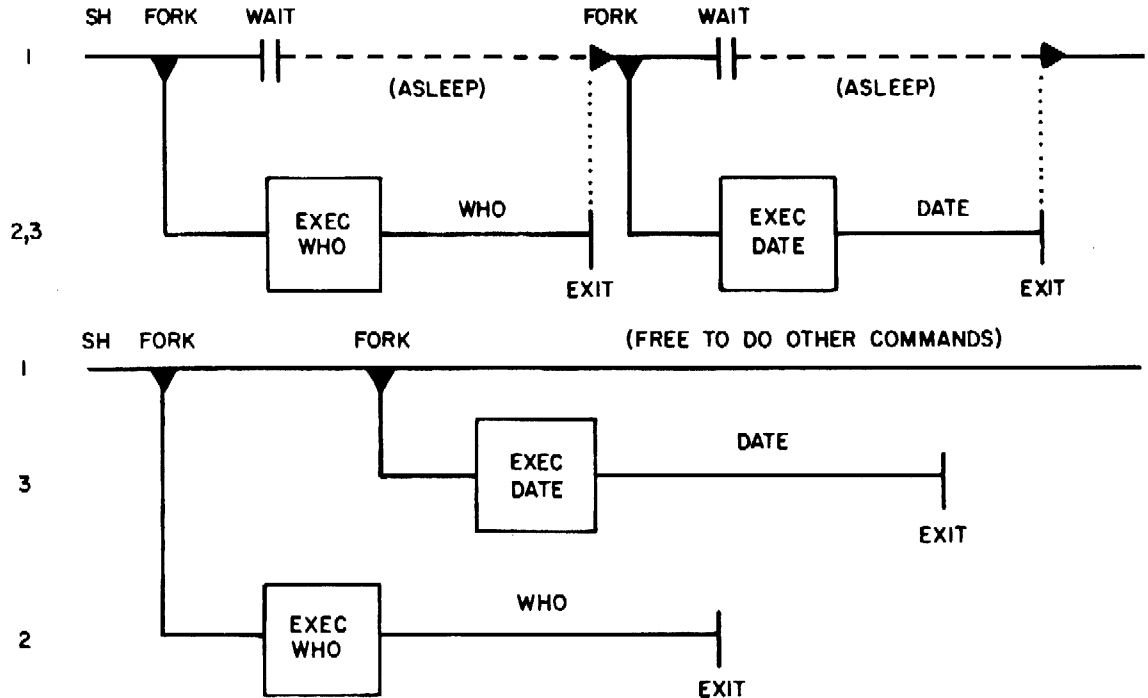 SH FORK WAIT FORK WAIT
1
(ASLEEP) (ASLEEP)
2,3
EXEC WHO
WHO
EXIT
EXEC DATE
DATE
EXIT
SH FORK FORK (FREE TO DO OTHER COMMANDS)
1
3
EXEC DATE
DATE
EXIT
2
EXEC WHO
WHO
EXIT